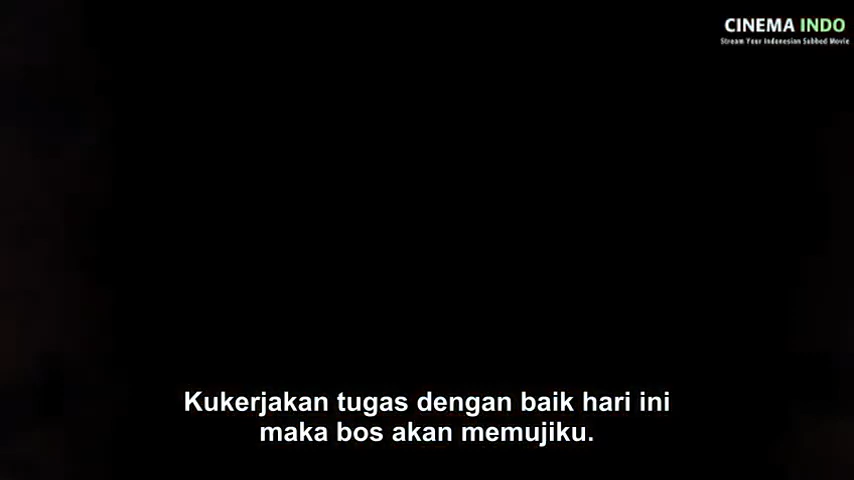 CINEMA INDO
Stream Your Indonesian Subbed Movie
Kukerjakan tugas dengan baik hari ini
maka bos akan memujiku.